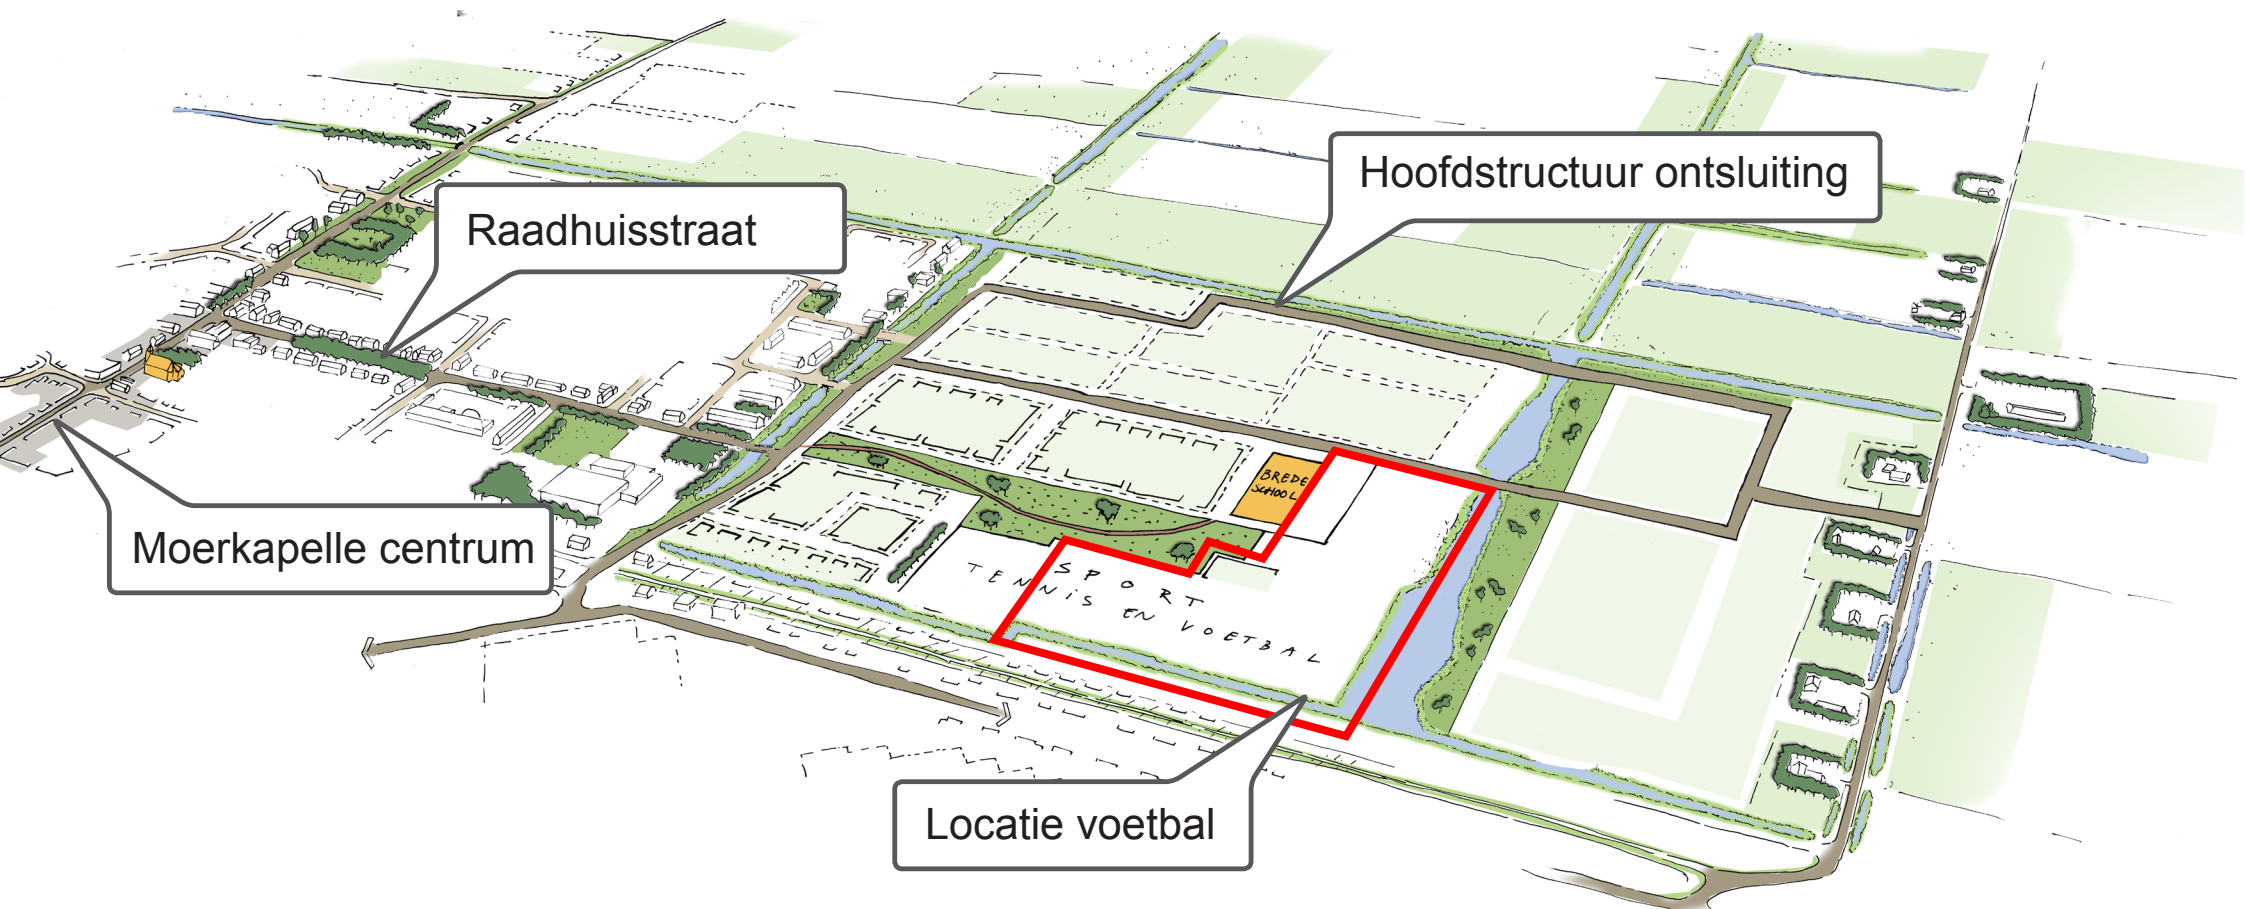 Hoofdstructuur ontsluiting
Raadhuisstraat
BREDE
SCHOOL
Moerkapelle centrum
SPORT
TENNIS EN VOETBAL
Locatie voetbal